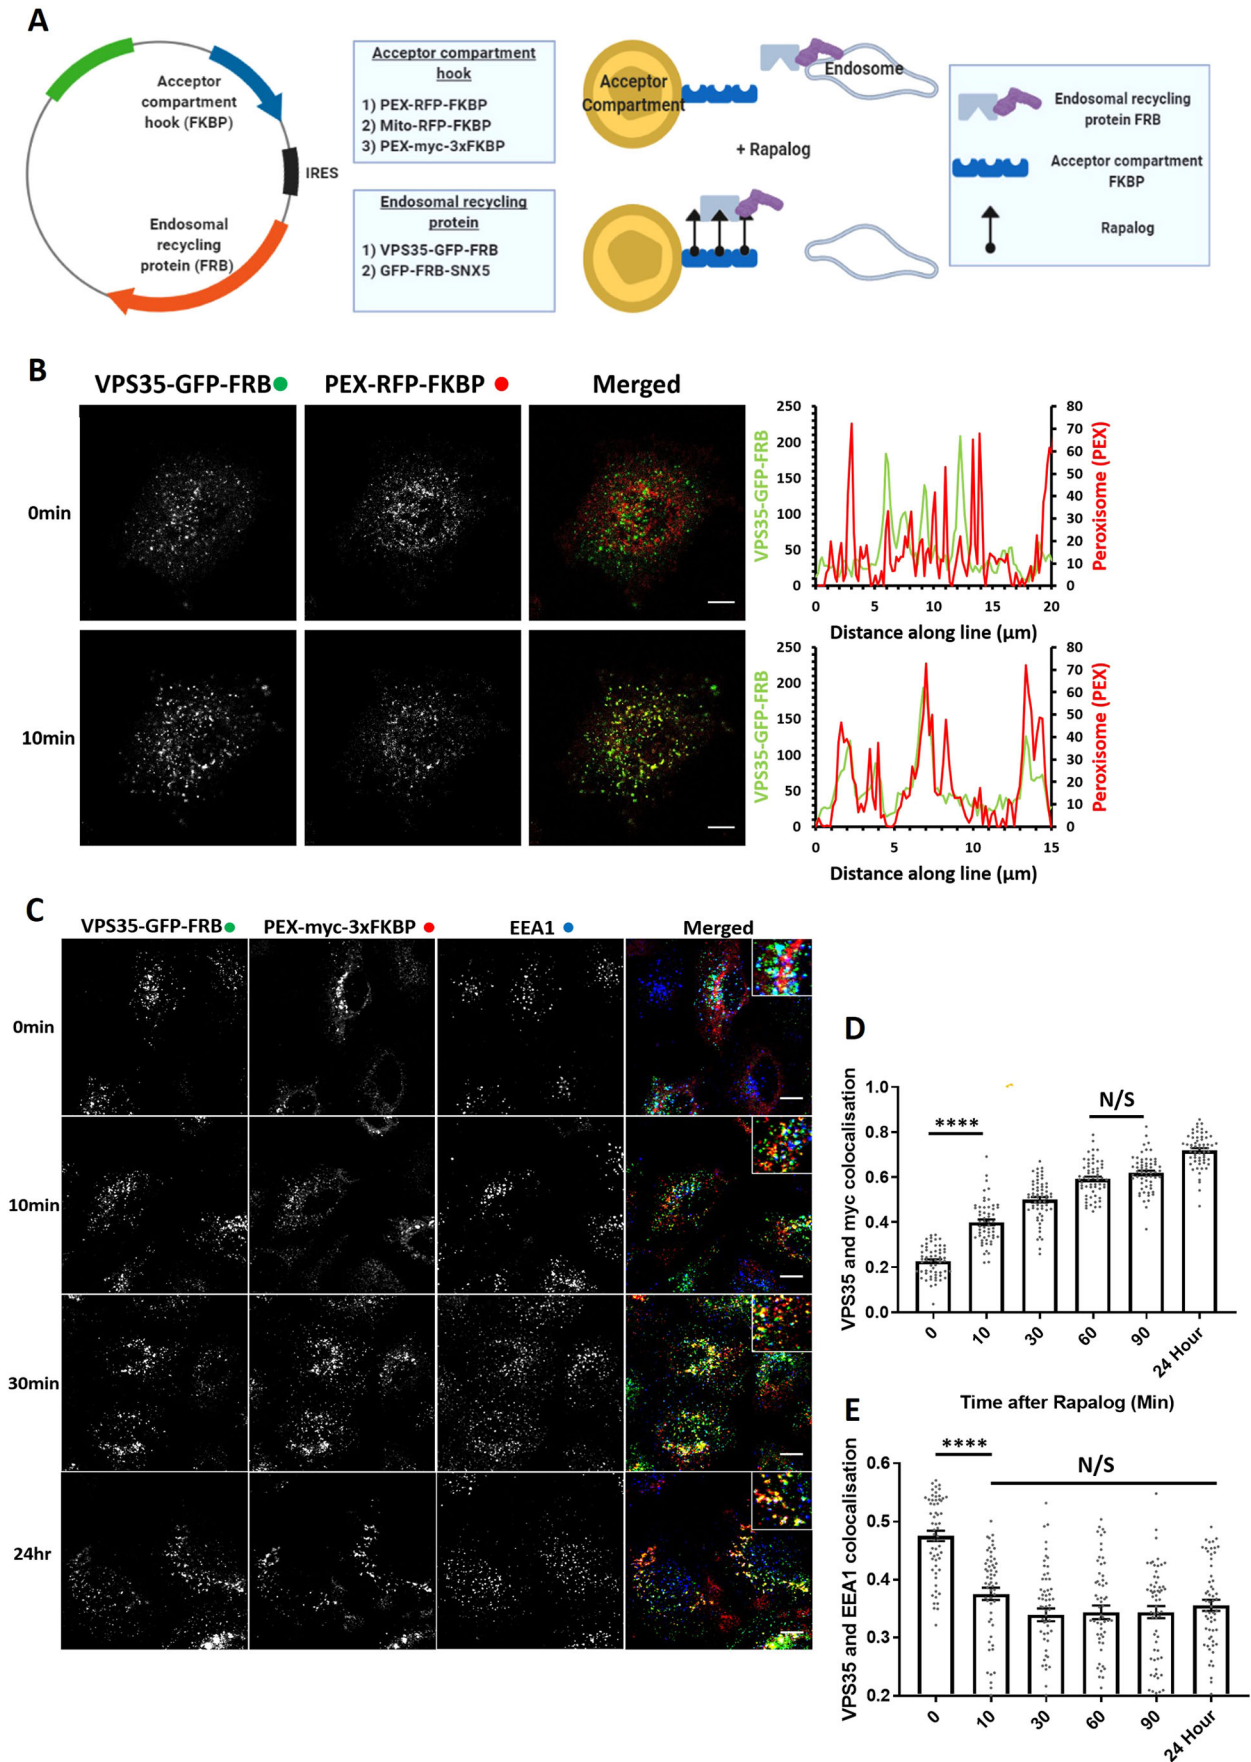 A
Acceptor
compartment
hook (FKBP)
IRES
Endosomal
recycling
protein (FRB)
Acceptor compartment
hook
1) PEX-RFP-FKBP
2) Mito-RFP-FKBP
3) PEX-myc-3xFKBP
Endosomal recycling
protein
1) VPS35-GFP-FRB
2) GFP-FRB-SNX5
Acceptor
Compartment
Endosome
+ Rapalog
Endosomal recycling
protein FRB
Acceptor compartment
FKBP
Rapalog
B
VPS35-GFP-FRB
PEX-RFP-FKBP
Merged
0min
10min
VPS35-GFP-FRB
250
200
150
100
50
0
80
70
60
50
40
30
20
10
0
Peroxisome (PEX)
0 5 10 15 20
Distance along line (µm)
VPS35-GFP-FRB
250
200
150
100
50
0
80
70
60
50
40
30
20
10
0
Peroxisome (PEX)
0 5 10 15
Distance along line (µm)
C
VPS35-GFP-FRB
PEX-myc-3xFKBP
EEA1
Merged
0min
10min
30min
24hr
D
VPS35 and myc colocalisation
1.0
0.8
0.6
0.4
0.2
0.0
****
N/S
0 10 30 60 90 24 Hour
Time after Rapalog (Min)
E
VPS35 and EEA1 colocalisation
0.6
0.5
0.4
0.3
0.2
****
N/S
0 10 30 60 90 24 Hour